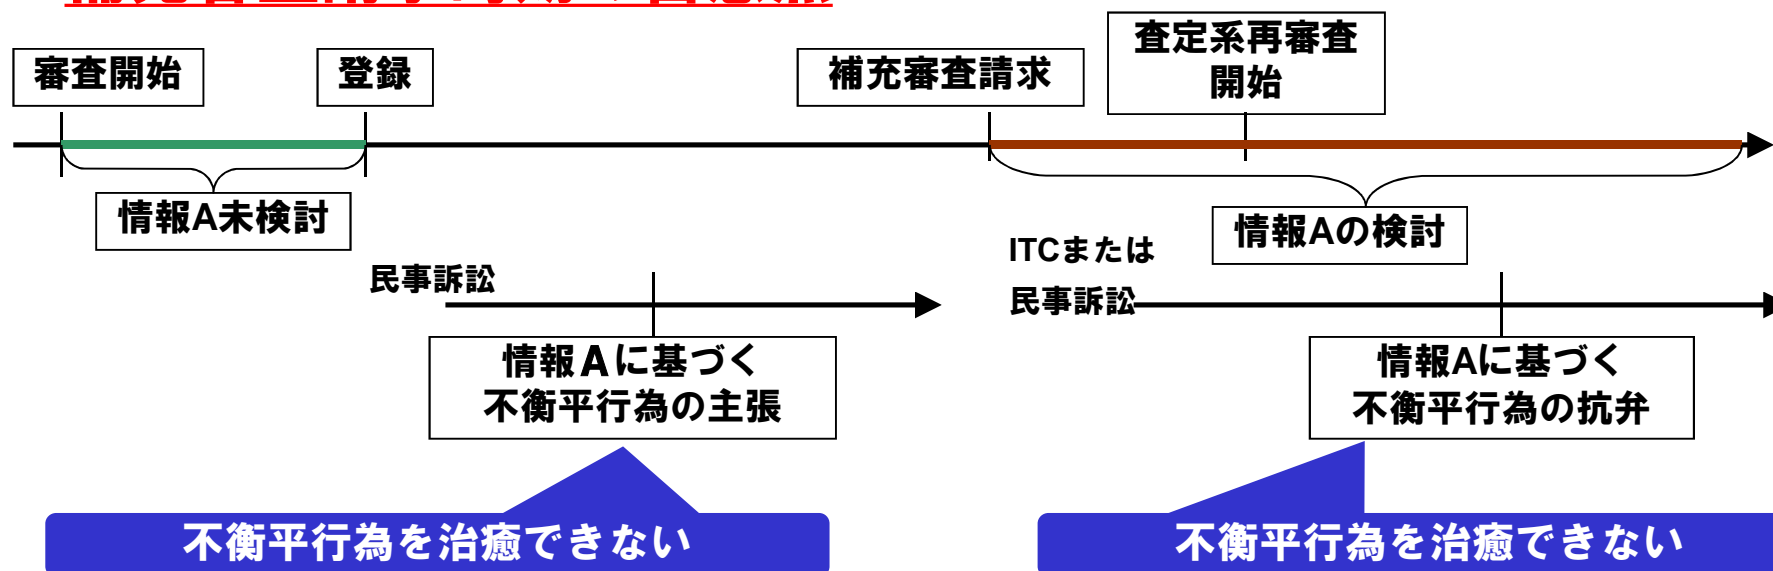 審査開始
登録
補充審査請求
査定系再審査
開始
情報A未検討
情報Aの検討
民事訴訟
ITCまたは
民事訴訟
情報Aに基づく
不衡平行為の主張
情報Aに基づく
不衡平行為の抗弁
不衡平行為を治癒できない
不衡平行為を治癒できない